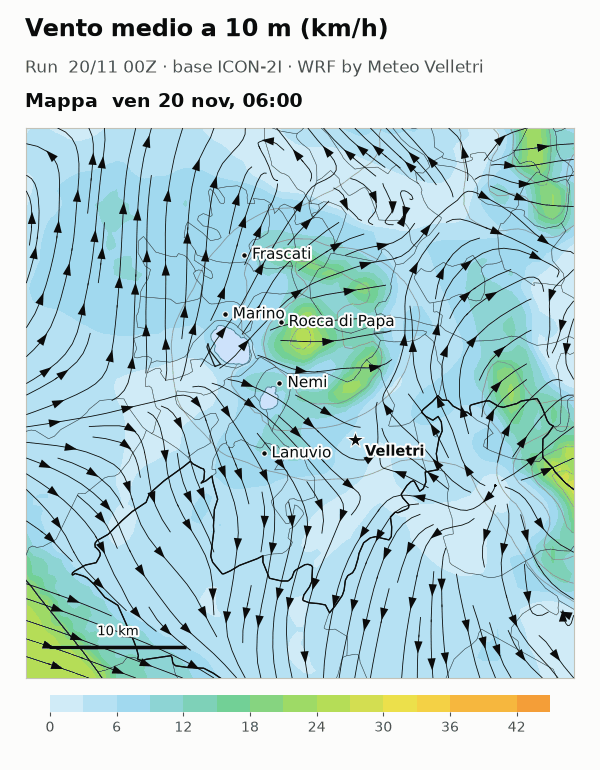 Vento medio a 10 m (km/h)
Run  20/11 00Z · base ICON-2I · WRF by Meteo Velletri
Mappa  ven 20 nov, 06:00
Frascati
Marino
Rocca di Papa
Nemi
Lanuvio
Velletri
10 km
0 6 12 18 24 30 36 42